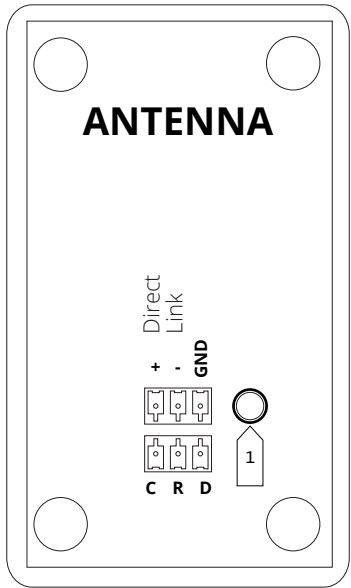 ANTENNA
Direct
Link
+ - GND
1
C R D